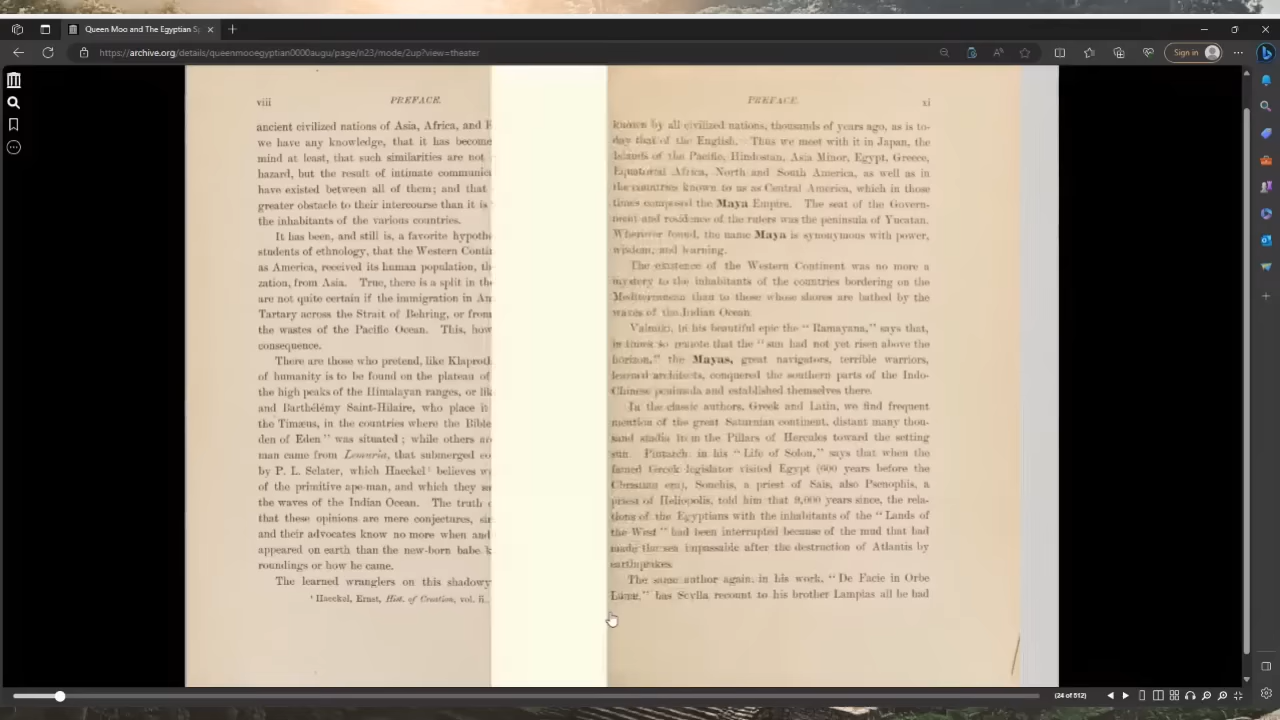 Queen Moo and The Egyptian S
https://archive.org/details/queenmooegyptian0000augu/page/n23/mode/2up?view=theater
Sign in
viii
PREFACE.
ancient civilized nations of Asia, Africa, and
we have any knowledge, that it has become
mind at least, that such similarities are not
hazard, but the result of intimate communica
have existed between all of them; and that
greater obstacle to their intercourse than it is
the inhabitants of the various countries.
It has been, and still is, a favorite hypoth
students of ethnology, that the Western Conti
as America, received its human population, th
zation, from Asia. True, there is a split in the
are not quite certain if the immigration in Am
Tartary across the Strait of Behring, or from
the wastes of the Pacific Ocean. This, how
consequence.
There are those who pretend, like Klaproth
of humanity is to be found on the plateau of
the high peaks of the Himalayan ranges, or lik
and Barthélémy Saint-Hilaire, who place it
the Timæus, in the countries where the Bible
den of Eden" was situated; while others
man came from Lemuria, that submerged co
by P. L. Sclater, which Haeckel¹ believes w
of the primitive ape-man, and which they
the waves of the Indian Ocean. The truth
that these opinions are mere conjectures, si
and their advocates know no more when and
appeared on earth than the new-born babe k
roundings or how he came.
The learned wranglers on this shadowy
¹ Haeckel, Ernst, Hist. of Creation, vol. ii.,
PREFACE.
xi
known by all civilized nations, thousands of years ago, as is to-
day that of the English. Thus we meet with it in Japan, the
Islands of the Pacific, Hindostan, Asia Minor, Egypt, Greece,
Equatorial Africa, North and South America, as well as in
the countries known to us as Central America, which in those
times composed the Maya Empire. The seat of the Govern-
ment and residence of the rulers was the peninsula of Yucatan.
Wherever found, the name Maya is synonymous with power,
wisdom, and learning.
The existence of the Western Continent was no more a
mystery to the inhabitants of the countries bordering on the
Mediterranean than to those whose shores are bathed by the
waves of the Indian Ocean.
Valmiki, in his beautiful epic the "Ramayana," says that,
in times so remote that the "sun had not yet risen above the
horizon," the Mayas, great navigators, terrible warriors,
learned architects, conquered the southern parts of the Indo-
Chinese peninsula and established themselves there.
In the classic authors, Greek and Latin, we find frequent
mention of the great Saturnian continent, distant many thou-
sand stadia from the Pillars of Hercules toward the setting
sun. Plutarch, in his "Life of Solon," says that when the
famed Greek legislator visited Egypt (600 years before the
Christian era), Sonchis, a priest of Sais, also Psenophis, a
priest of Heliopolis, told him that 9,000 years since, the rela-
tions of the Egyptians with the inhabitants of the "Lands of
the West" had been interrupted because of the mud that had
made the sea impassable after the destruction of Atlantis by
earthquakes.
The same author again, in his work, "De Facie in Orbe
Lunæ," has Scylla recount to his brother Lampias all he had
(24 of 512)